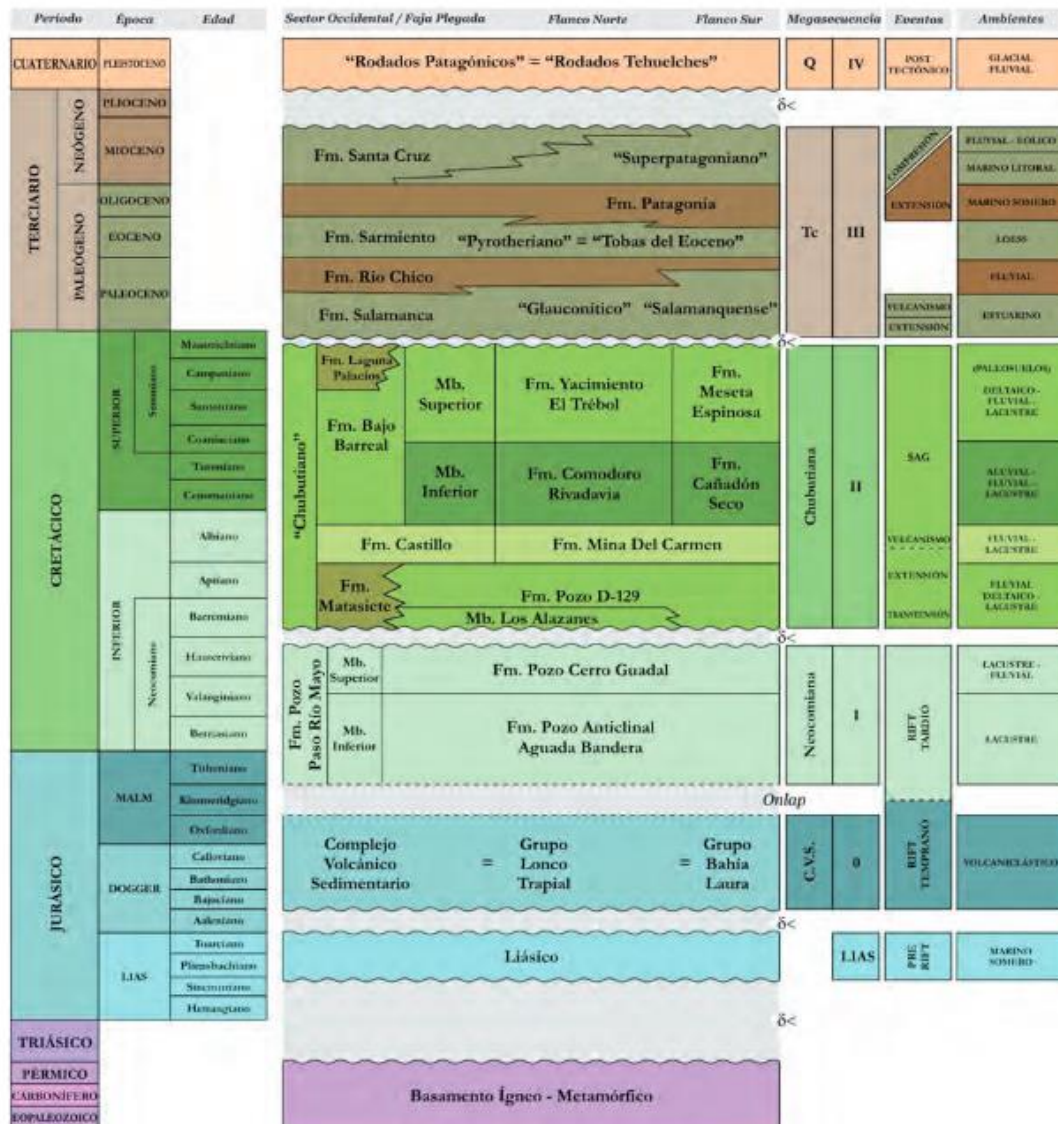 Período Época Edad Sector Occidental / Faja Plegada Flanco Norte Flanco Sur Megasecuencia Eventos Ambientes
CUATERNARIO
PLEISTOCENO
“Rodados Patagónicos” = “Rodados Tehuelches”
Q
IV
POST
TECTÓNICO
GLACIAL
FLUVIAL
δ<
TERCIARIO
NEÓGENO
PALEÓGENO
PLIOCENO
MIOCENO
OLIGOCENO
EOCENO
PALEOCENO
Fm. Santa Cruz
“Superpatagoniano”
Fm. Patagonia
Fm. Sarmiento
“Pyrotheriano” = “Tobas del Eoceno”
Fm. Río Chico
“Glauconítico”
“Salamanquense”
Fm. Salamanca
Tc
III
COMPRESIÓN
EXTENSIÓN
VULCANISMO
EXTENSIÓN
FLUVIAL - EOLICO
MARINO LITORAL
MARINO SOMERO
LOESS
FLUVIAL
ESTUARINO
δ<
CRETÁCICO
SUPERIOR
Senoniano
Maastrichtiano
Campaniano
Santoniano
Coaniaciano
Turoniano
Cenomaniano
INFERIOR
Neocomiano
Albiano
Aptiano
Barremiano
Hauteriviano
Valanginiano
Berriasiano
“Chubutiano”
Fm. Laguna
Palacios
Fm. Bajo
Barreal
Mb.
Superior
Mb.
Inferior
Fm. Yacimiento
El Trébol
Fm.
Meseta
Espinosa
Fm. Comodoro
Rivadavia
Fm.
Cañadón
Seco
Fm. Castillo
Fm. Mina Del Carmen
Fm.
Matasiete
Fm. Pozo D-129
Mb. Los Alazanes
Chubutiana
II
SAG
VULCANISMO
EXTENSIÓN
TRANSTENSIÓN
(PALEOSUELOS)
DELTAICO -
FLUVIAL -
LACUSTRE
ALUVIAL -
FLUVIAL -
LACUSTRE
FLUVIAL
-LACUSTRE
FLUVIAL
DELTAICO
-LACUSTRE
δ<
Fm. Pozo
Paso Río Mayo
Mb.
Superior
Mb.
Inferior
Fm. Pozo Cerro Guadal
Fm. Pozo Anticlinal
Aguada Bandera
Neocomiana
I
RIFT
TARDIO
LACUSTRE -
FLUVIAL
LACUSTRE
Onlap
JURÁSICO
MALM
Tithoniano
Kimmeridgiano
Oxfordiano
DOGGER
Calloviano
Bathoniano
Bajociano
Aaleniano
LIAS
Toarciano
Pliensbachiano
Sinemuriano
Hettangiano
Complejo
Volcánico
Sedimentario
=
Grupo
Lonco
Trapial
=
Grupo
Bahía
Laura
C.V.S.
0
RIFT
TEMPRANO
VOLCANICLÁSTICO
δ<
Liásico
LIAS
PRE
RIFT
MARINO
SOMERO
δ<
TRIÁSICO
PÉRMICO
CARBONÍFERO
EOPALEOZOICO
Basamento Ígneo - Metamórfico